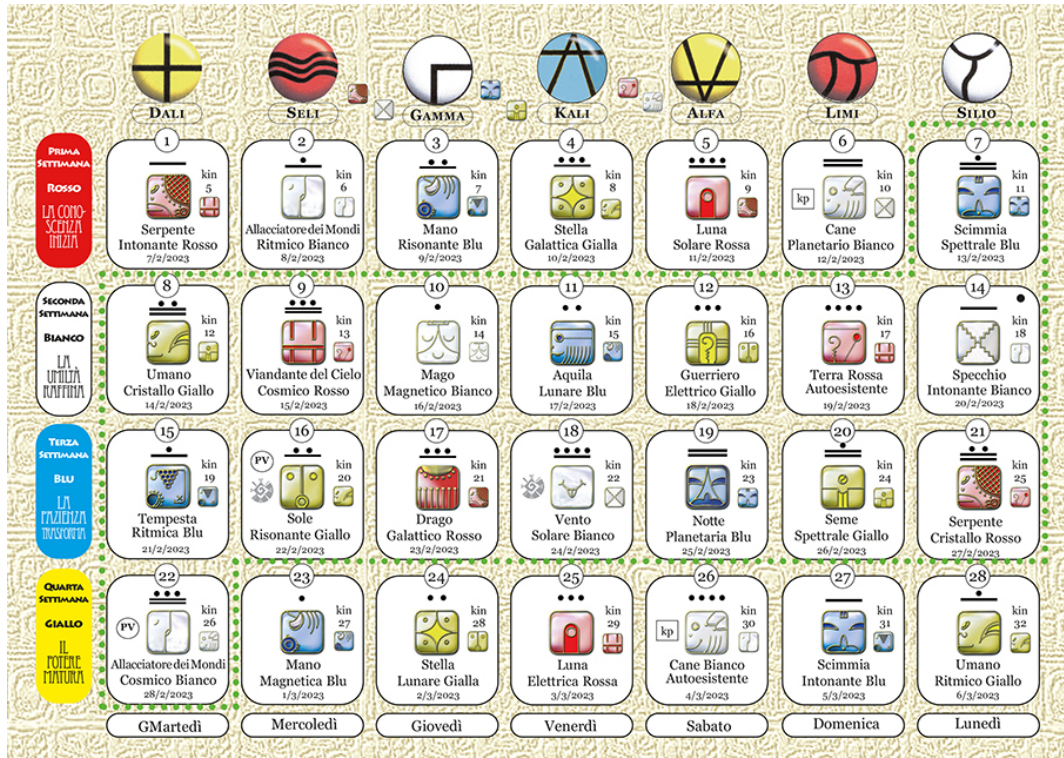 DALI
SELI
GAMMA
KALI
ALFA
LIMI
SILIO
PRIMA
SETTIMANA
ROSSO
LA CONO-
SCENZA
INIZIA
1
kin
5
Serpente
Intonante Rosso
7/2/2023
2
kin
6
Allacciatore dei Mondi
Ritmico Bianco
8/2/2023
3
kin
7
Mano
Risonante Blu
9/2/2023
4
kin
8
Stella
Galattica Gialla
10/2/2023
5
kin
9
Luna
Solare Rossa
11/2/2023
6
kp
kin
10
Cane
Planetario Bianco
12/2/2023
7
kin
11
Scimmia
Spettrale Blu
13/2/2023
SECONDA
SETTIMANA
BIANCO
LA
UMILTÀ
RAFFINA
8
kin
12
Umano
Cristallo Giallo
14/2/2023
9
kin
13
Viandante del Cielo
Cosmico Rosso
15/2/2023
10
kin
14
Mago
Magnetico Bianco
16/2/2023
11
kin
15
Aquila
Lunare Blu
17/2/2023
12
kin
16
Guerriero
Elettrico Giallo
18/2/2023
13
kin
17
Terra Rossa
Autoesistente
19/2/2023
14
kin
18
Specchio
Intonante Bianco
20/2/2023
TERZA
SETTIMANA
BLU
LA
PAZIENZA
TRASFORMA
15
kin
19
Tempesta
Ritmica Blu
21/2/2023
16
PV
kin
20
Sole
Risonante Giallo
22/2/2023
17
kin
21
Drago
Galattico Rosso
23/2/2023
18
kin
22
Vento
Solare Bianco
24/2/2023
19
kin
23
Notte
Planetaria Blu
25/2/2023
20
kin
24
Seme
Spettrale Giallo
26/2/2023
21
kin
25
Serpente
Cristallo Rosso
27/2/2023
QUARTA
SETTIMANA
GIALLO
IL
POTERE
MATURA
22
PV
kin
26
Allacciatore dei Mondi
Cosmico Bianco
28/2/2023
23
kin
27
Mano
Magnetica Blu
1/3/2023
24
kin
28
Stella
Lunare Gialla
2/3/2023
25
kin
29
Luna
Elettrica Rossa
3/3/2023
26
kp
kin
30
Cane Bianco
Autoesistente
4/3/2023
27
kin
31
Scimmia
Intonante Blu
5/3/2023
28
kin
32
Umano
Ritmico Giallo
6/3/2023
GMartedì
Mercoledì
Giovedì
Venerdì
Sabato
Domenica
Lunedì